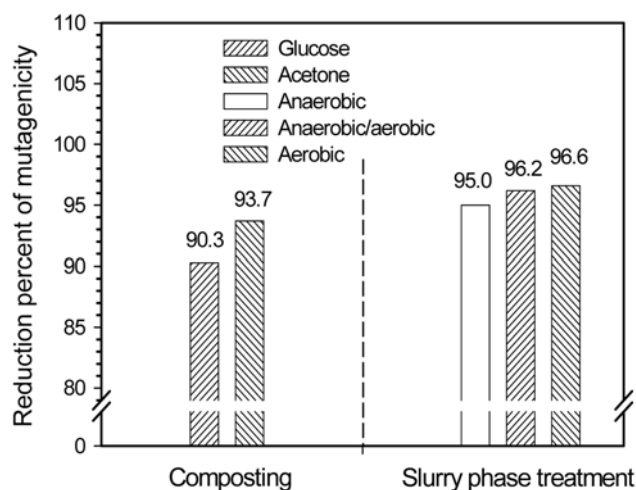 Reduction percent of mutagenicity
110
105
100
95
90
85
80
0
Glucose
Acetone
Anaerobic
Anaerobic/aerobic
Aerobic
90.3
93.7
95.0
96.2
96.6
Composting
Slurry phase treatment